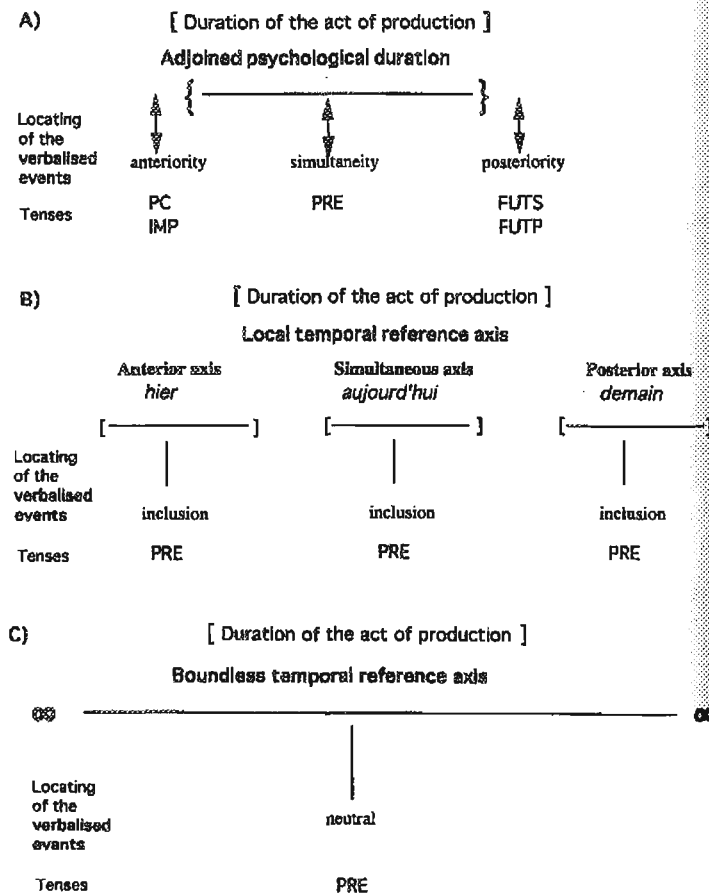 A) [ Duration of the act of production ]
Adjoined psychological duration
{ }
Locating
of the
verbalised
events
anteriority simultaneity posteriority
Tenses
PC PRE FUTS
IMP FUTP
B) [ Duration of the act of production ]
Local temporal reference axis
Anterior axis Simultaneous axis Posterior axis
hier aujourd'hui demain
[ ] [ ] [ ]
Locating
of the
verbalised
events
inclusion inclusion inclusion
Tenses PRE PRE PRE
C) [ Duration of the act of production ]
Boundless temporal reference axis
∞ ∞
Locating
of the
verbalised
events
neutral
Tenses PRE